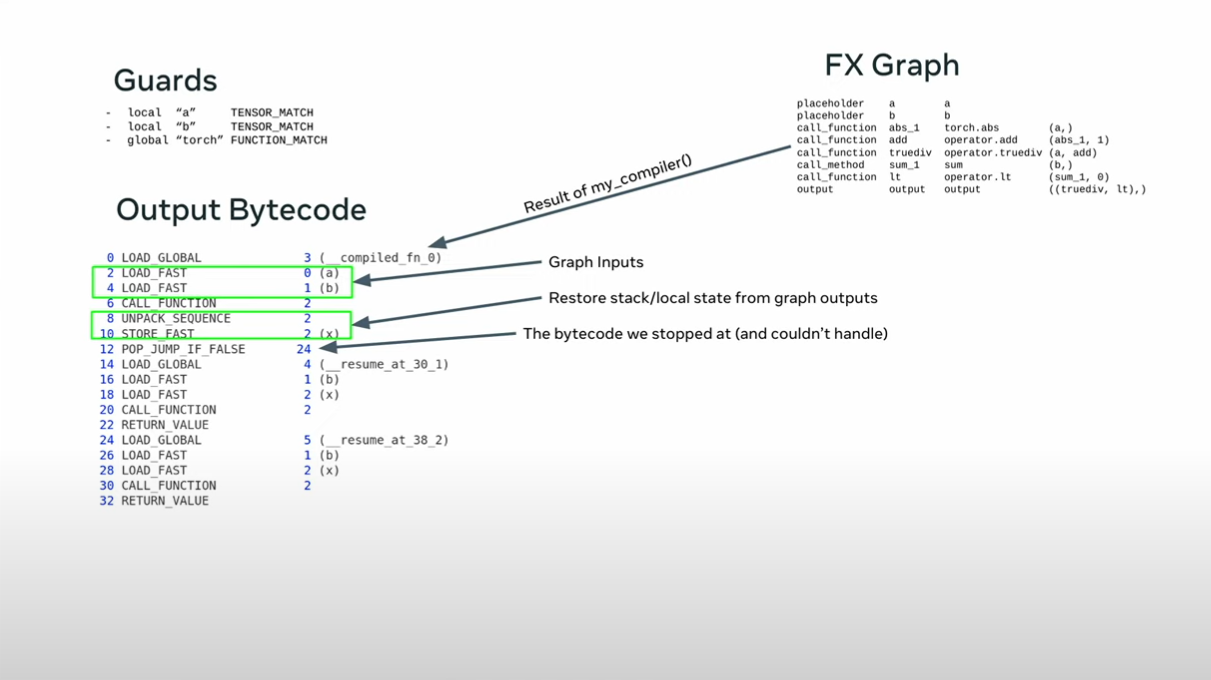 Guards
- local “a” TENSOR_MATCH
- local “b” TENSOR_MATCH
- global “torch” FUNCTION_MATCH
FX Graph
placeholder a a
placeholder b b
call_function abs_1 torch.abs (a,)
call_function add operator.add (abs_1, 1)
call_function truediv operator.truediv (a, add)
call_method sum_1 sum (b,)
call_function lt operator.lt (sum_1, 0)
output output output ((truediv, lt),)
Result of my_compiler()
Output Bytecode
0 LOAD_GLOBAL 3 (__compiled_fn_0)
2 LOAD_FAST 0 (a)
4 LOAD_FAST 1 (b)
6 CALL_FUNCTION 2
8 UNPACK_SEQUENCE 2
10 STORE_FAST 2 (x)
12 POP_JUMP_IF_FALSE 24
14 LOAD_GLOBAL 4 (__resume_at_30_1)
16 LOAD_FAST 1 (b)
18 LOAD_FAST 2 (x)
20 CALL_FUNCTION 2
22 RETURN_VALUE
24 LOAD_GLOBAL 5 (__resume_at_38_2)
26 LOAD_FAST 1 (b)
28 LOAD_FAST 2 (x)
30 CALL_FUNCTION 2
32 RETURN_VALUE
Graph Inputs
Restore stack/local state from graph outputs
The bytecode we stopped at (and couldn’t handle)